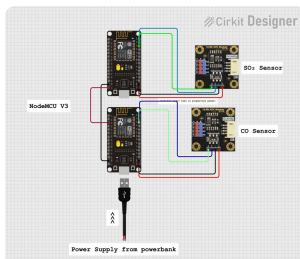 Cirkit Designer
SO₂ Sensor
NodeMCU V3
CO Sensor
Power Supply from powerbank